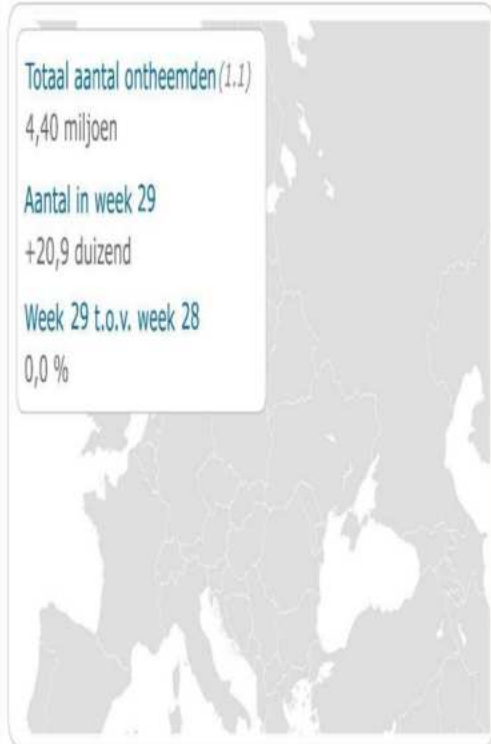 Totaal aantal ontheemden (1.1)
4,40 miljoen
Aantal in week 29
+20,9 duizend
Week 29 t.o.v. week 28
0,0 %